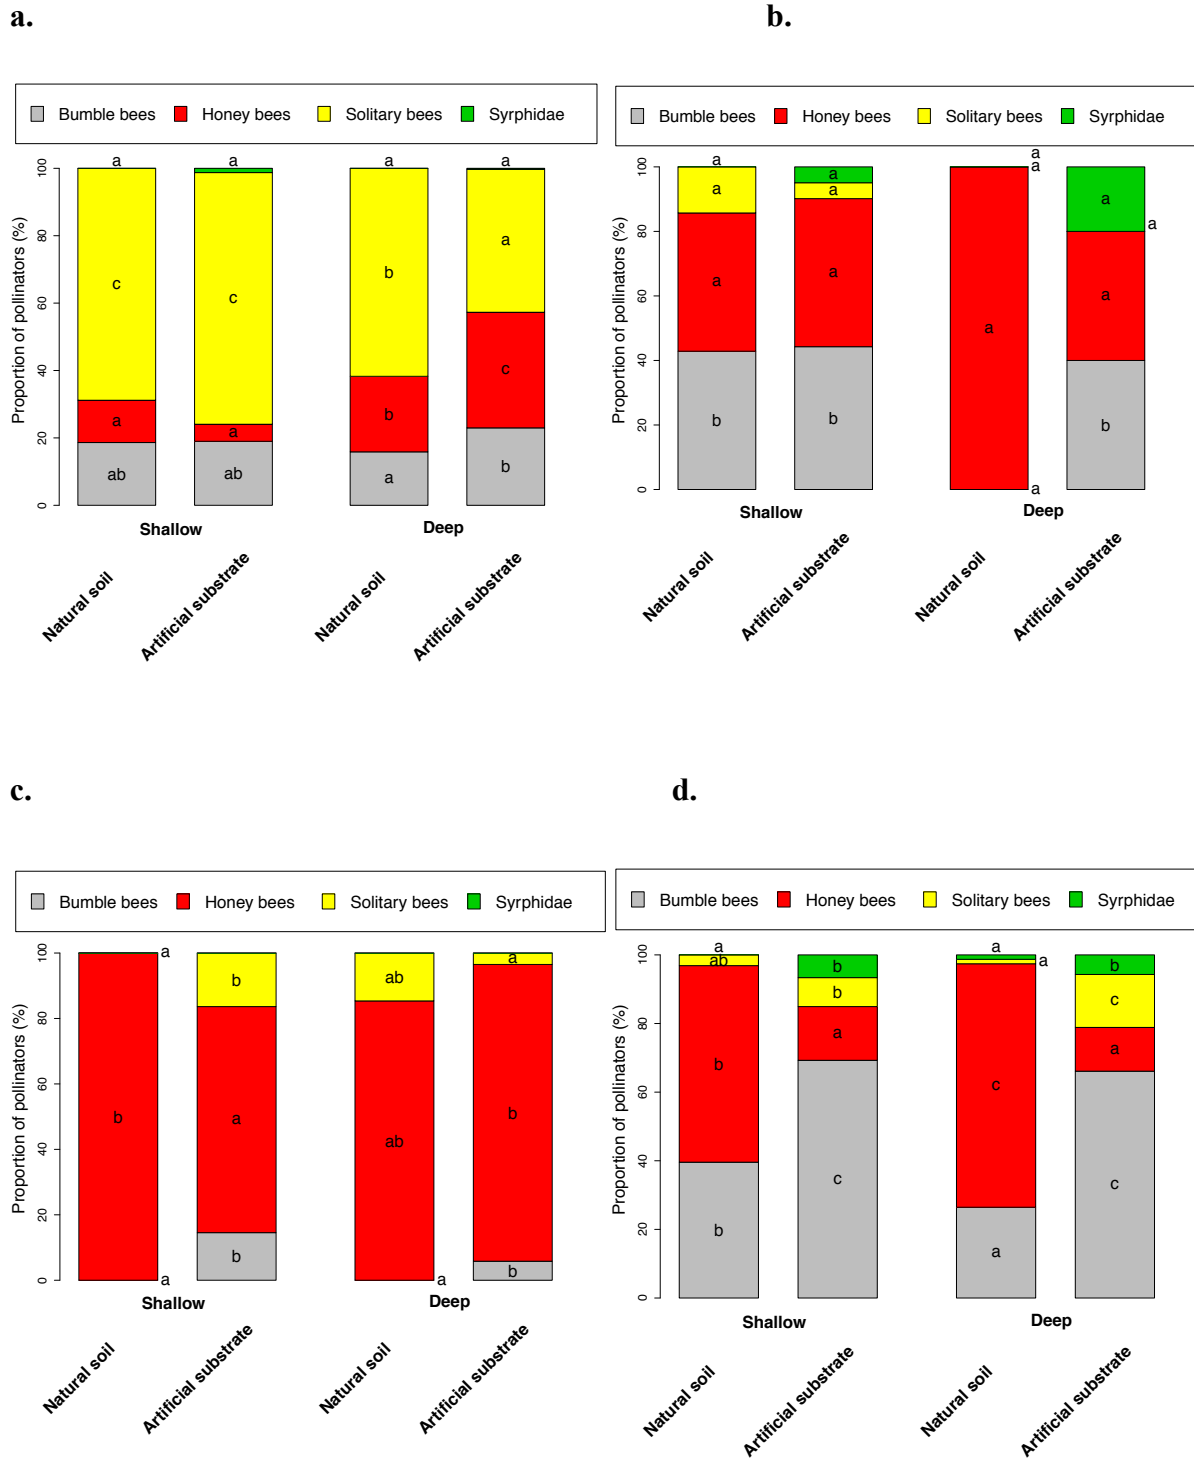 a.
b.
Bumble bees Honey bees Solitary bees Syrphidae
Bumble bees Honey bees Solitary bees Syrphidae
Proportion of pollinators (%)
0 20 40 60 80 100
a a a a
c c b a
a a b c
ab ab a b
Shallow Deep
Natural soil
Artificial substrate
Natural soil
Artificial substrate
Proportion of pollinators (%)
0 20 40 60 80 100
a a a a a
a a a
a a a a
b b a b
Shallow Deep
Natural soil
Artificial substrate
Natural soil
Artificial substrate
c.
d.
Bumble bees Honey bees Solitary bees Syrphidae
Bumble bees Honey bees Solitary bees Syrphidae
Proportion of pollinators (%)
0 20 40 60 80 100
a b ab a
b a ab b
a b a b
Shallow Deep
Natural soil
Artificial substrate
Natural soil
Artificial substrate
Proportion of pollinators (%)
0 20 40 60 80 100
a b a b
ab b a c
b a c a
b c a c
Shallow Deep
Natural soil
Artificial substrate
Natural soil
Artificial substrate